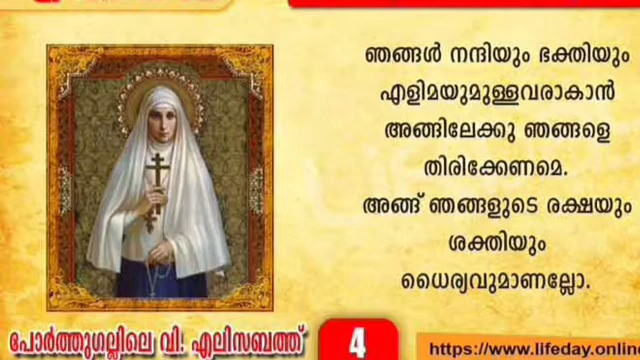 ഞങ്ങൾ നന്ദിയും ഭക്തിയും
എളിമയുമുള്ളവരാകാൻ
അങ്ങിലേക്കു ഞങ്ങളെ
തിരിക്കേണമെ.
അങ്ങ് ഞങ്ങളുടെ രക്ഷയും
ശക്തിയും
ധൈര്യവുമാണല്ലോ.
പോർത്തുഗല്ലിലെ വി. എലിസബത്ത്
4
https://www.lifeday.online